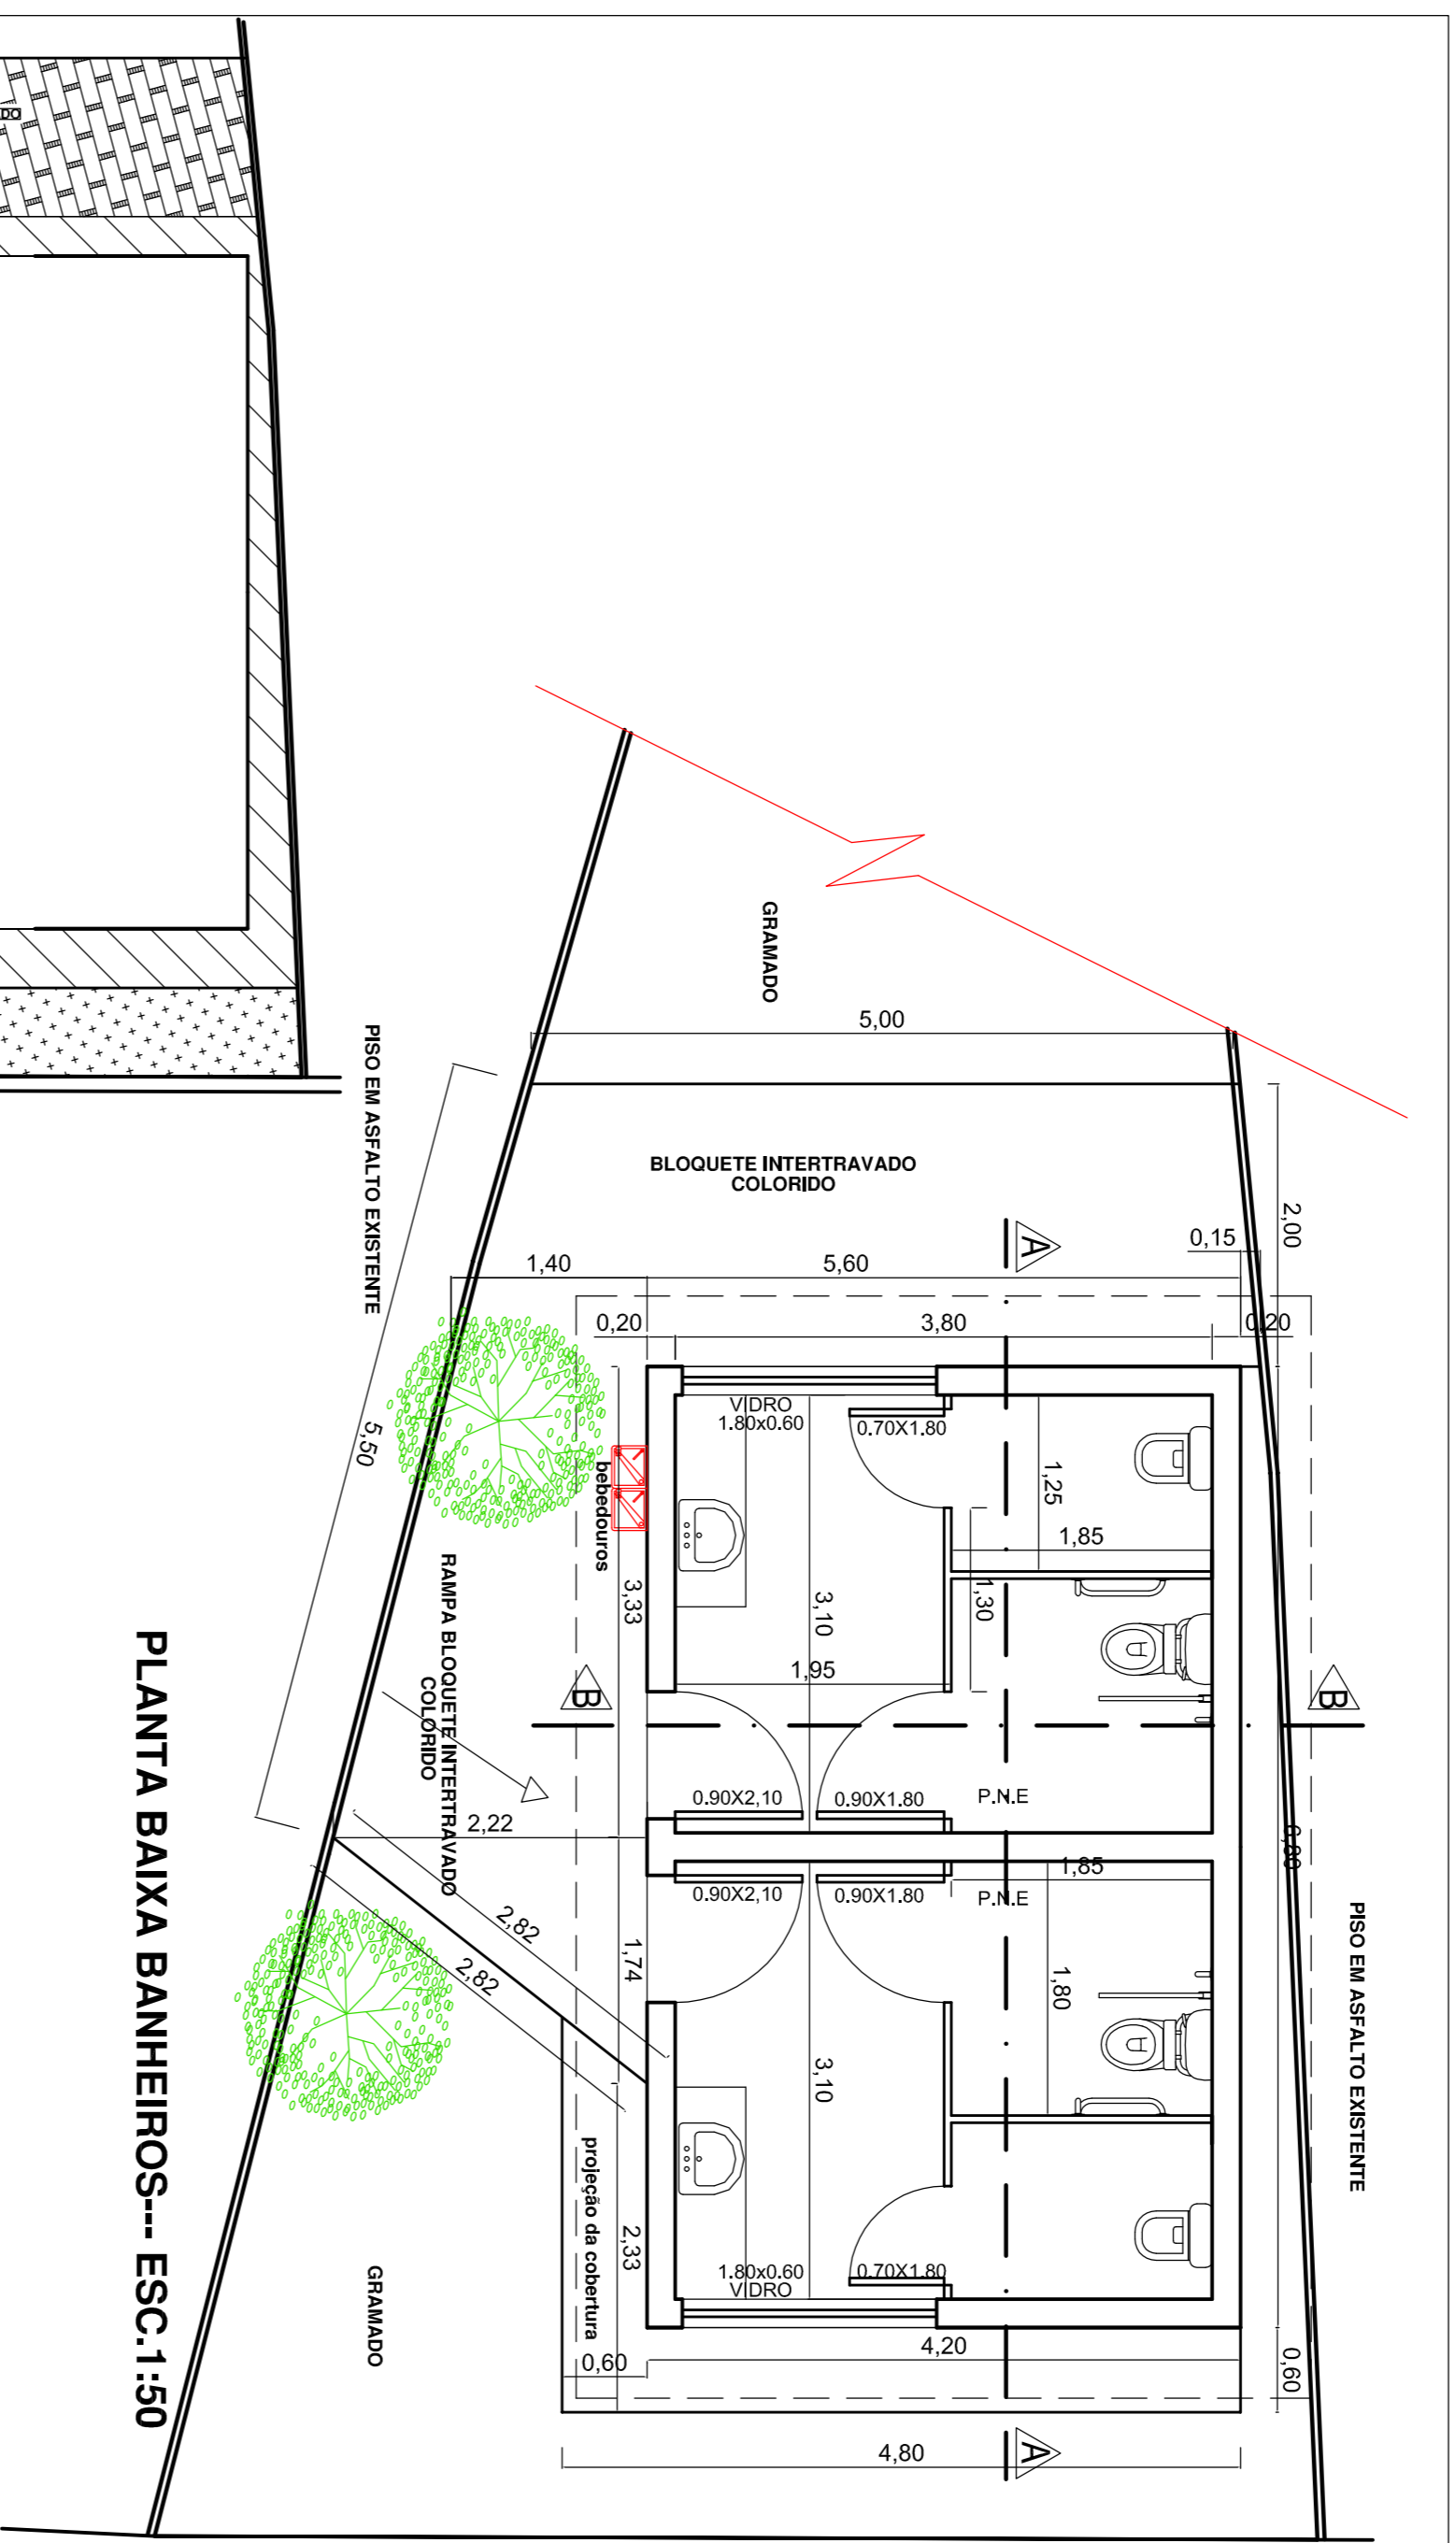 DO
GRAMADO
5,00
PISO EM ASFALTO EXISTENTE
BLOQUETE INTERTRAVADO
COLORIDO
2,00
0,15
A
1,40
5,60
0,20
3,80
0,20
VIDRO
1.80x0.60
0.70X1.80
5,50
bebedouros
1,25
1,85
1,30
3,33
3,10
1,95
RAMPA BLOQUETE INTERTRAVADO
COLORIDO
B
B
0.90X2,10
0.90X1.80
P.N.E
2,22
6,80
1,85
0.90X2,10
0.90X1.80
P.N.E
2,82
2,82
1,74
1,80
3,10
PISO EM ASFALTO EXISTENTE
projeção da cobertura
2,33
1.80x0.60
VIDRO
0.70X1.80
GRAMADO
4,20
0,60
0,60
4,80
A
PLANTA BAIXA BANHEIROS--- ESC.1:50